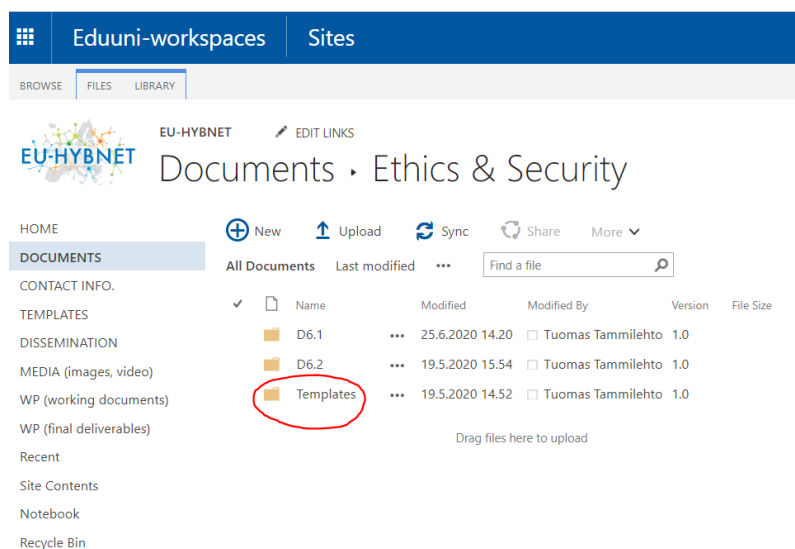 Eduuni-workspaces Sites
BROWSE FILES LIBRARY
EU-HYBNET
EU-HYBNET EDIT LINKS
Documents ▸ Ethics & Security
HOME
DOCUMENTS
CONTACT INFO.
TEMPLATES
DISSEMINATION
MEDIA (images, video)
WP (working documents)
WP (final deliverables)
Recent
Site Contents
Notebook
Recycle Bin
New Upload Sync Share More
All Documents Last modified ••• Find a file
Name Modified Modified By Version File Size
D6.1 ••• 25.6.2020 14.20 Tuomas Tammilehto 1.0
D6.2 ••• 19.5.2020 15.54 Tuomas Tammilehto 1.0
Templates ••• 19.5.2020 14.52 Tuomas Tammilehto 1.0
Drag files here to upload